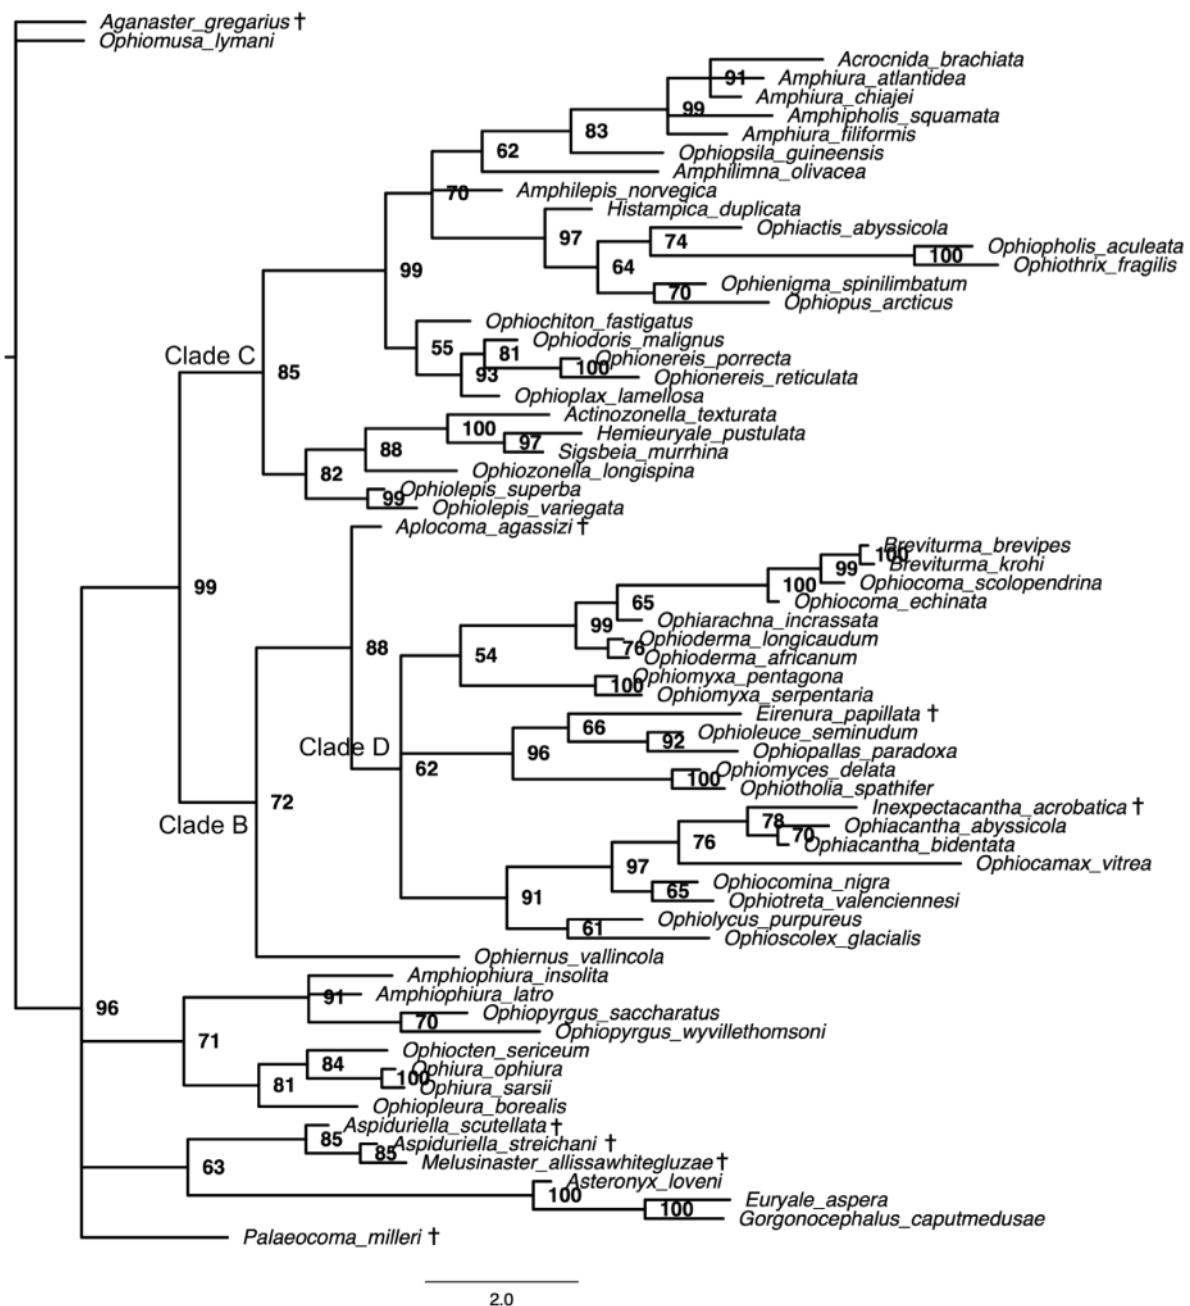 Aganaster_gregarius †
Ophiomusa_lymani
Acrocnida_brachiata
91 Amphiura_atlantidea
Amphiura_chiajei
99 Amphipholis_squamata
83 Amphiura_filiformis
62 Ophiopsila_guineensis
Amphilimna_olivacea
70 Amphilepis_norvegica
Histampica_duplicata
97 74 Ophiactis_abyssicola
100 Ophiopholis_aculeata
99 64 Ophiothrix_fragilis
70 Ophienigma_spinilimbatum
Ophiopus_arcticus
Ophiochiton_fastigatus
55 81 Ophiodoris_malignus
Clade C 100 Ophionereis_porrecta
85 93 Ophionereis_reticulata
Ophioplax_lamellosa
Actinozonella_texturata
100 Hemieuryale_pustulata
88 97 Sigsbeia_murrhina
82 Ophiozonella_longispina
99 Ophiolepis_superba
Ophiolepis_variegata
Aplocoma_agassizi †
100 Breviturma_brevipes
99 Breviturma_krohi
99 100 Ophiocoma_scolopendrina
65 Ophiocoma_echinata
99 Ophiarachna_incrassata
88 54 76 Ophioderma_longicaudum
Ophioderma_africanum
100 Ophiomyxa_pentagona
Ophiomyxa_serpentaria
66 Eirenura_papillata †
Clade D 92 Ophioleuce_seminudum
62 96 Ophiopallas_paradoxa
100 Ophiomyces_delata
Ophiotholia_spathifer
72 78 Inexpectacantha_acrobatica †
Clade B 70 Ophiacantha_abyssicola
76 Ophiacantha_bidentata
97 Ophiocamax_vitrea
65 Ophiocomina_nigra
91 Ophiotreta_valenciennesi
61 Ophiolycus_purpureus
Ophioscolex_glacialis
Ophiernus_vallincola
Amphiophiura_insolita
96 91 Amphiophiura_latro
70 Ophiopyrgus_saccharatus
71 Ophiopyrgus_wyvillethomsoni
84 Ophiocten_sericeum
100 Ophiura_ophiura
81 Ophiura_sarsii
Ophiopleura_borealis
85 Aspiduriella_scutellata †
85 Aspiduriella_streichani †
63 Melusinaster_allissawhitegluzae †
100 Asteronyx_loveni
100 Euryale_aspera
Gorgonocephalus_caputmedusae
Palaeocoma_milleri †
2.0